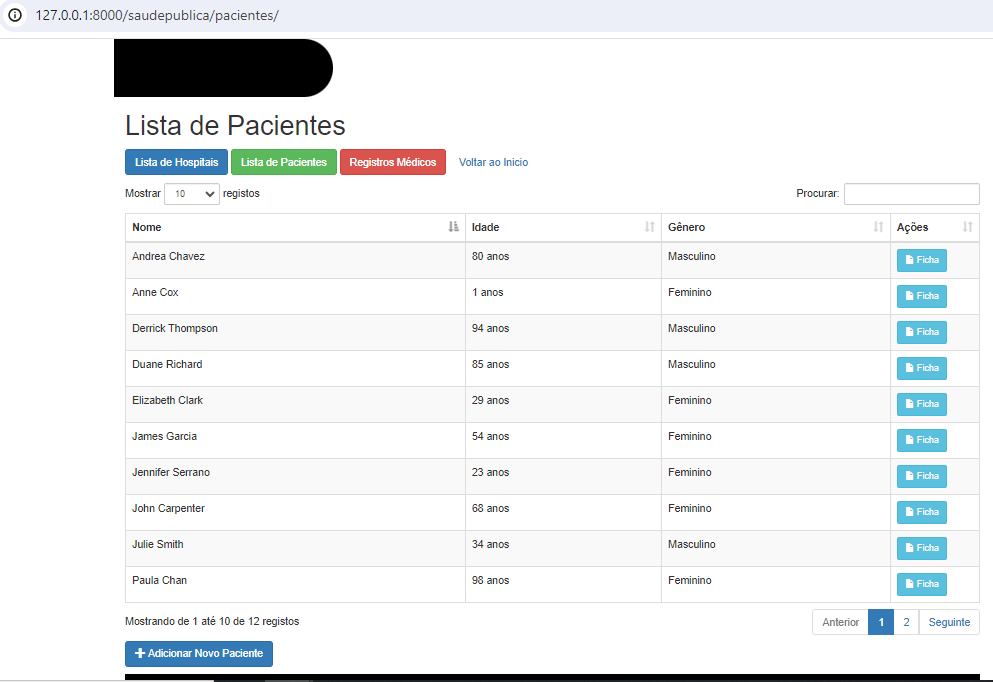 127.0.0.1:8000/saudepublica/pacientes/
Lista de Pacientes
Lista de Hospitais Lista de Pacientes Registros Médicos Voltar ao Inicio
Mostrar 10 registos Procurar:
Nome Idade Gênero Ações
Andrea Chavez 80 anos Masculino Ficha
Anne Cox 1 anos Feminino Ficha
Derrick Thompson 94 anos Masculino Ficha
Duane Richard 85 anos Masculino Ficha
Elizabeth Clark 29 anos Feminino Ficha
James Garcia 54 anos Feminino Ficha
Jennifer Serrano 23 anos Feminino Ficha
John Carpenter 68 anos Feminino Ficha
Julie Smith 34 anos Masculino Ficha
Paula Chan 98 anos Feminino Ficha
Mostrando de 1 até 10 de 12 registos Anterior 1 2 Seguinte
Adicionar Novo Paciente